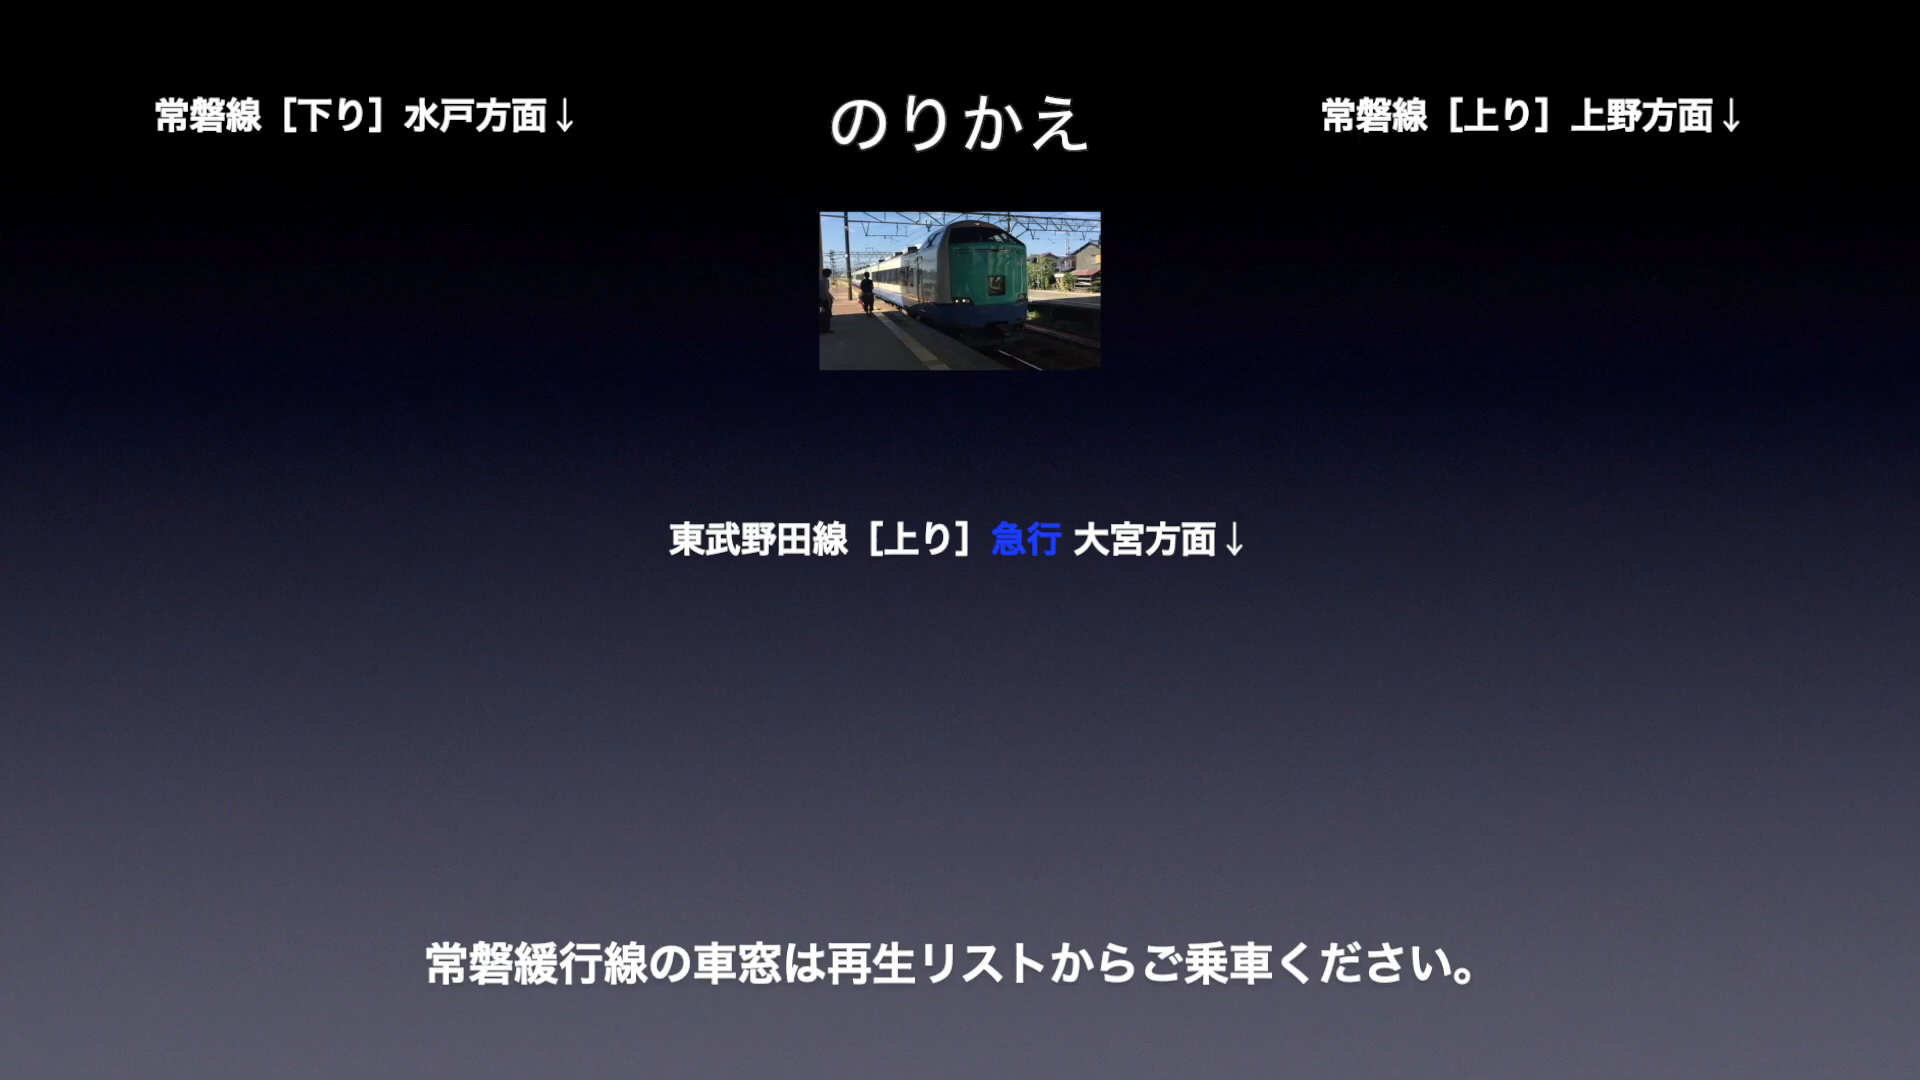 常磐線［下り］水戸方面↓
のりかえ
常磐線［上り］上野方面↓
東武野田線［上り］急行 大宮方面↓
常磐緩行線の車窓は再生リストからご乗車ください。